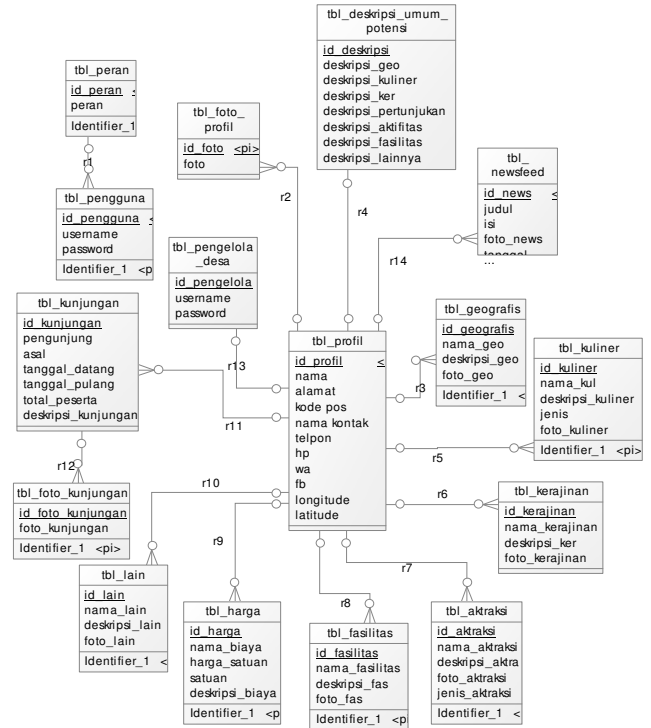 tbl_deskripsi_umum_
potensi
id_deskripsi
deskripsi_geo
deskripsi_kuliner
deskripsi_ker
deskripsi_pertunjukan
deskripsi_aktifitas
deskripsi_fasilitas
deskripsi_lainnya
tbl_peran
id_peran <
peran
Identifier_1
r1
tbl_foto_
profil
id_foto <pi>
foto
r2
r4
tbl_
newsfeed
id_news <
judul
isi
foto_news
tanggal
...
r14
tbl_pengguna
id_pengguna <
username
password
Identifier_1 <p
tbl_pengelola
_desa
id_pengelola
username
password
r13
tbl_kunjungan
id_kunjungan
pengunjung
asal
tanggal_datang
tanggal_pulang
total_peserta
deskripsi_kunjungan
r11
tbl_profil
id_profil <
nama
alamat
kode pos
nama kontak
telpon
hp
wa
fb
longitude
latitude
tbl_geografis
id_geografis
nama_geo
deskripsi_geo
foto_geo
Identifier_1 <
r3
tbl_kuliner
id_kuliner
nama_kul
deskripsi_kuliner
jenis
foto_kuliner
Identifier_1 <pi>
r5
r12
tbl_foto_kunjungan
id_foto_kunjungan
foto_kunjungan
Identifier_1 <pi>
r10
r9
r6
tbl_kerajinan
id_kerajinan
nama_kerajinan
deskripsi_ker
foto_kerajinan
tbl_lain
id_lain
nama_lain
deskripsi_lain
foto_lain
Identifier_1 <
tbl_harga
id_harga
nama_biaya
harga_satuan
satuan
deskripsi_biaya
Identifier_1 <p
r8
tbl_fasilitas
id_fasilitas
nama_fasilitas
deskripsi_fas
foto_fas
Identifier_1 <p
r7
tbl_aktraksi
id_aktraksi
nama_aktraksi
deskripsi_aktra
foto_aktraksi
jenis_aktraksi
Identifier_1 <